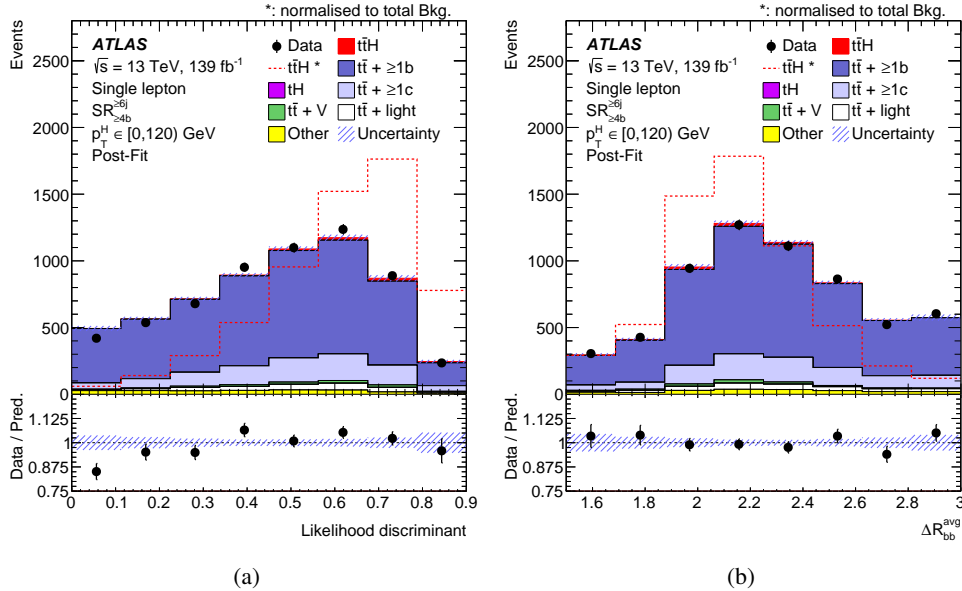 *: normalised to total Bkg.
Events
2500
2000
1500
1000
500
0
ATLAS
√s = 13 TeV, 139 fb⁻¹
Single lepton
SR≥6j≥4b
p_T^H ∈ [0,120) GeV
Post-Fit
Data
tt̄H
tt̄H *
tt̄ + ≥1b
tH
tt̄ + ≥1c
tt̄ + V
tt̄ + light
Other
Uncertainty
Data / Pred.
1.125
1
0.875
0.75
0 0.1 0.2 0.3 0.4 0.5 0.6 0.7 0.8 0.9
Likelihood discriminant
(a)
*: normalised to total Bkg.
Events
2500
2000
1500
1000
500
0
ATLAS
√s = 13 TeV, 139 fb⁻¹
Single lepton
SR≥6j≥4b
p_T^H ∈ [0,120) GeV
Post-Fit
Data
tt̄H
tt̄H *
tt̄ + ≥1b
tH
tt̄ + ≥1c
tt̄ + V
tt̄ + light
Other
Uncertainty
Data / Pred.
1.125
1
0.875
0.75
1.6 1.8 2 2.2 2.4 2.6 2.8 3
ΔR_bb^avg
(b)